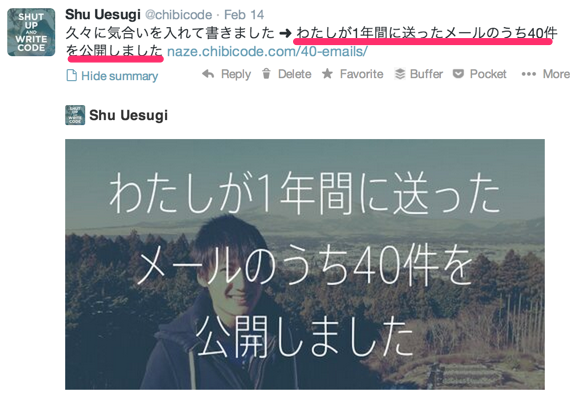 SHUT
UP
AND
WRITE
CODE
Shu Uesugi @chibicode · Feb 14
久々に気合いを入れて書きました ➜ わたしが1年間に送ったメールのうち40件
を公開しました naze.chibicode.com/40-emails/
Hide summary Reply Delete Favorite Buffer Pocket ••• More
SHUT
UP
AND
WRITE
CODE
Shu Uesugi
わたしが1年間に送った
メールのうち40件を
公開しました